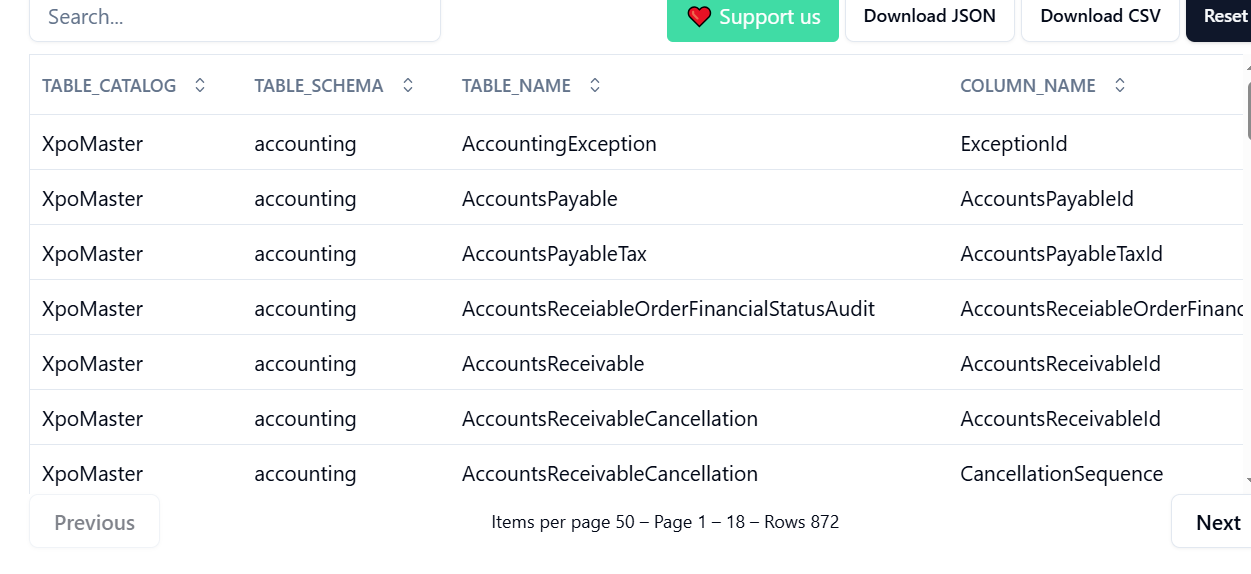 Search...
❤️ Support us
Download JSON
Download CSV
Reset
TABLE_CATALOG TABLE_SCHEMA TABLE_NAME COLUMN_NAME
XpoMaster accounting AccountingException ExceptionId
XpoMaster accounting AccountsPayable AccountsPayableId
XpoMaster accounting AccountsPayableTax AccountsPayableTaxId
XpoMaster accounting AccountsReceiableOrderFinancialStatusAudit AccountsReceiableOrderFinanc
XpoMaster accounting AccountsReceivable AccountsReceivableId
XpoMaster accounting AccountsReceivableCancellation AccountsReceivableId
XpoMaster accounting AccountsReceivableCancellation CancellationSequence
Previous
Items per page 50 – Page 1 – 18 – Rows 872
Next